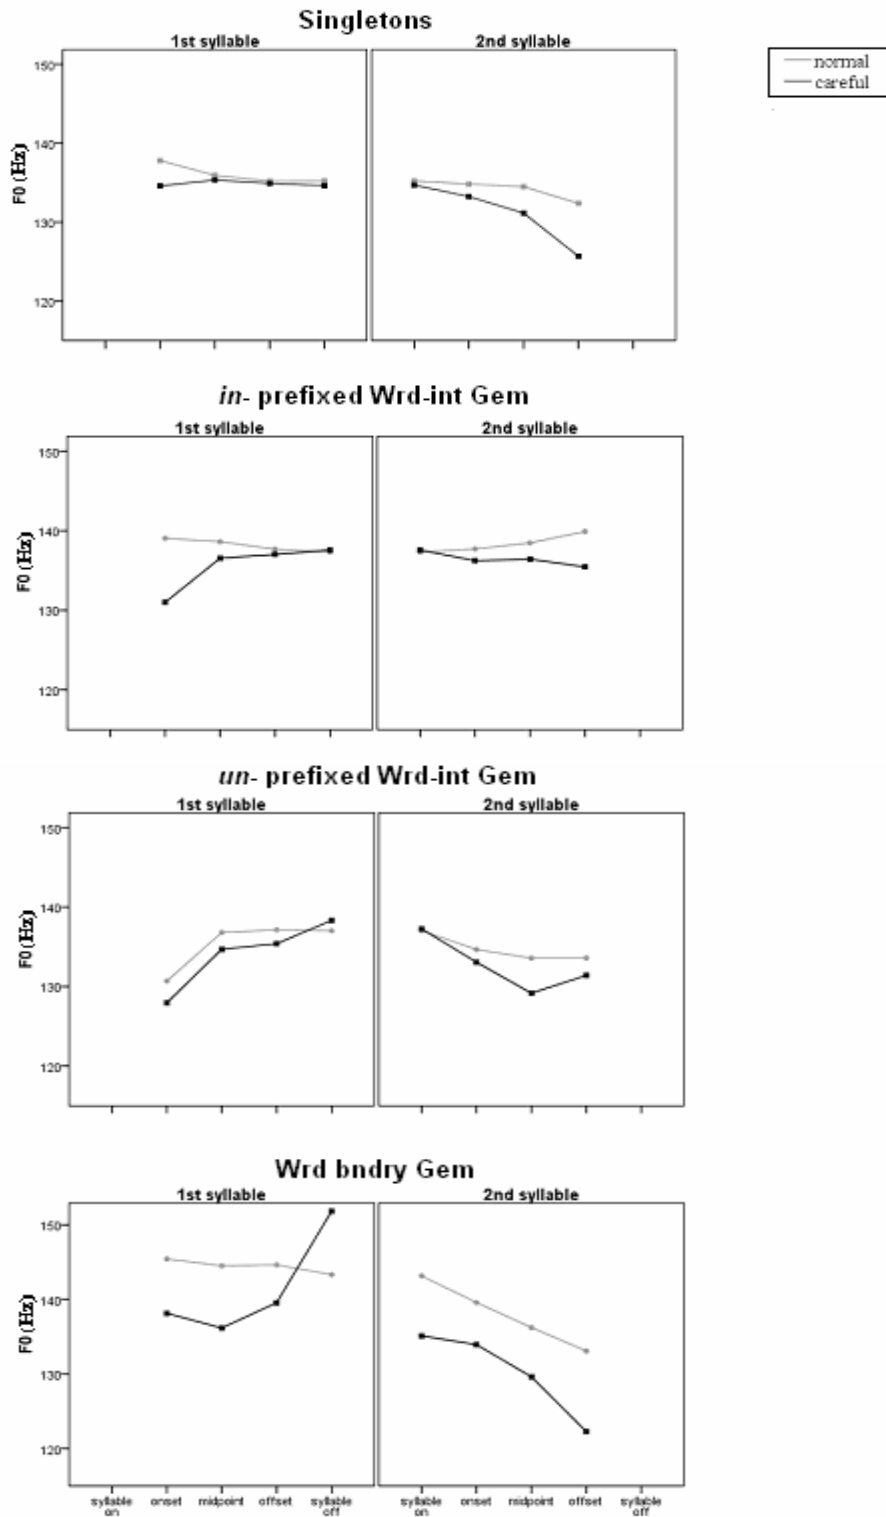 Singletons
1st syllable 2nd syllable
normal
careful
F0 (Hz)
150
140
130
120
in- prefixed Wrd-int Gem
1st syllable 2nd syllable
F0 (Hz)
150
140
130
120
un- prefixed Wrd-int Gem
1st syllable 2nd syllable
F0(Hz)
150
140
130
120
Wrd bndry Gem
1st syllable 2nd syllable
F0 (Hz)
150
140
130
120
syllable on onset midpoint offset syllable off syllable on onset midpoint offset syllable off